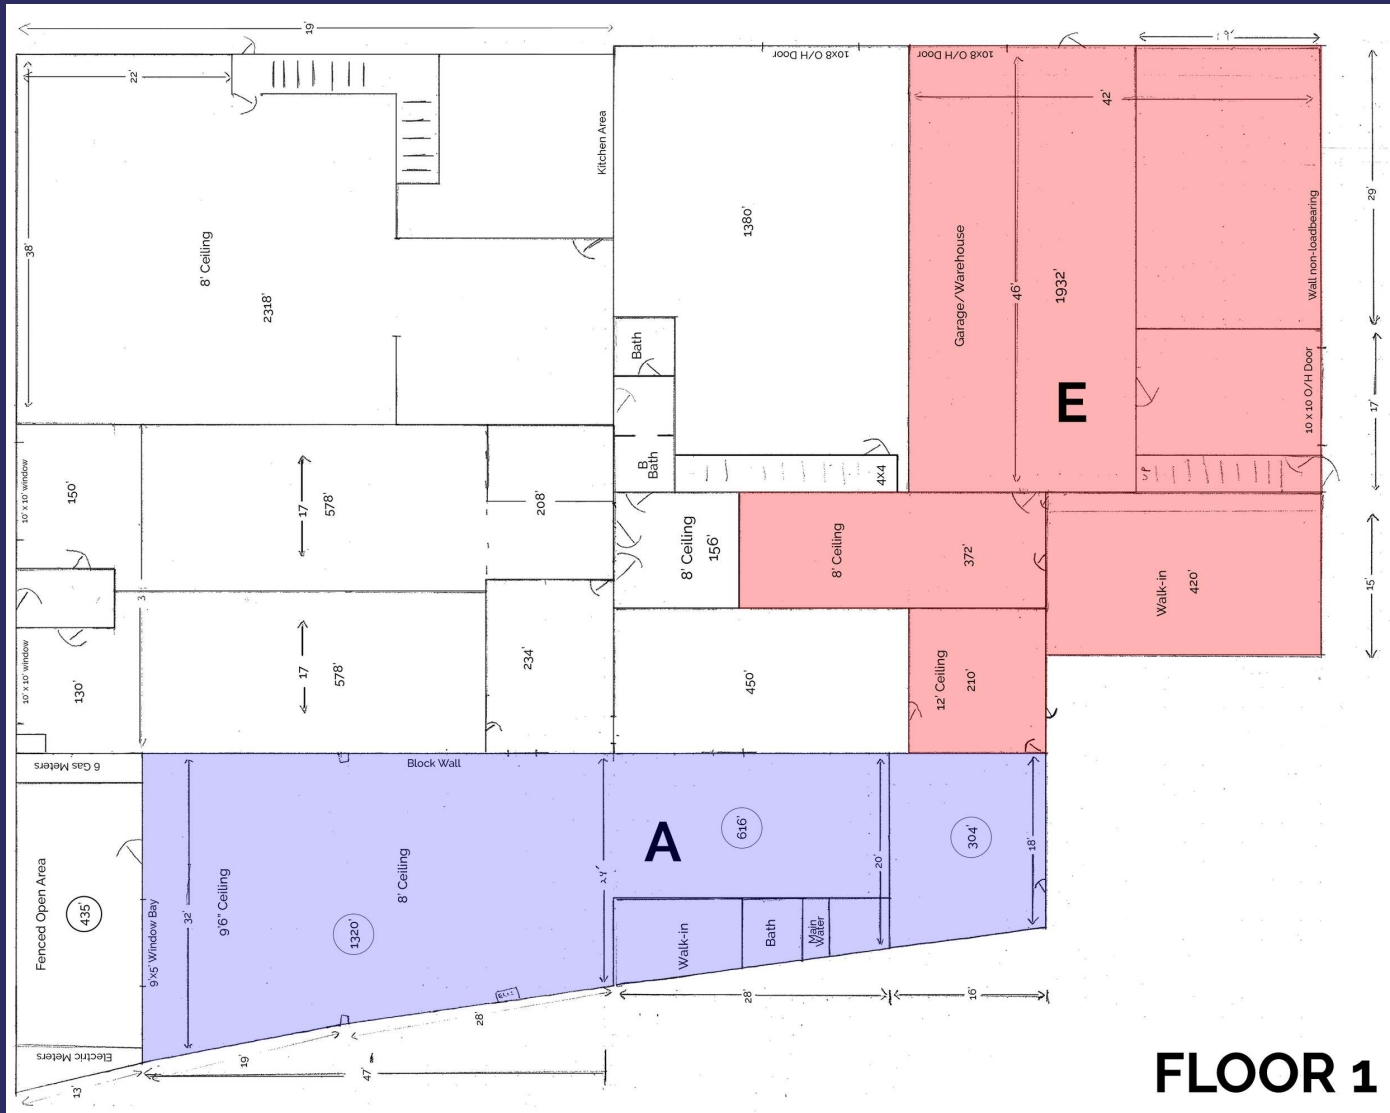 19'
22'
38'
8' Ceiling
2318'
Kitchen Area
10x8 O/H Door
10x8 O/H Door
1380'
Bath
B
Bath
4x4
42'
46'
Garage/Warehouse
1932'
E
Wall non-loadbearing
10 x 10 O/H Door
UP
29'
17'
15'
10' x 10' window
150'
17
578'
208'
8' Ceiling
156'
8' Ceiling
372'
Walk-in
420'
10' x 10' window
130'
17
578'
234'
450'
12' Ceiling
210'
6 Gas Meters
Block Wall
Fenced Open Area
435'
9'x5' Window Bay
32'
9'6" Ceiling
1320'
8' Ceiling
24'
A
616'
20'
304'
18'
Walk-in
Bath
Main
Water
ELEC
28'
16'
28'
19'
47'
13'
Electric Meters
FLOOR 1